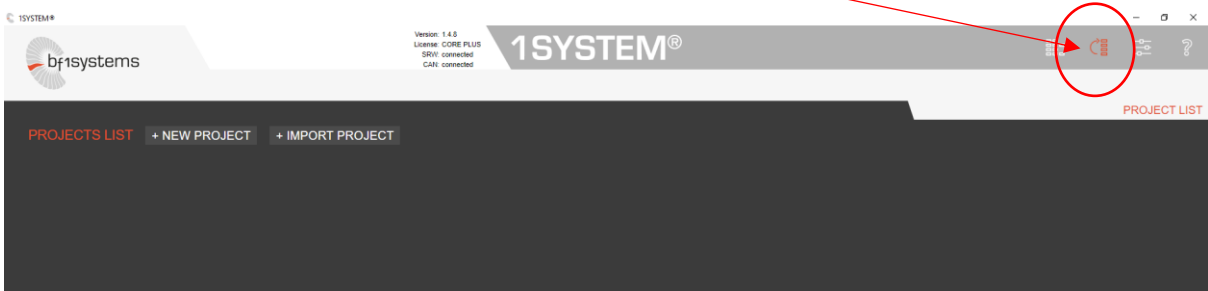 1SYSTEM®
Version: 1.4.8
License: CORE PLUS
SRW: connected
CAN: connected
bf1systems
1SYSTEM®
PROJECT LIST
PROJECTS LIST + NEW PROJECT + IMPORT PROJECT